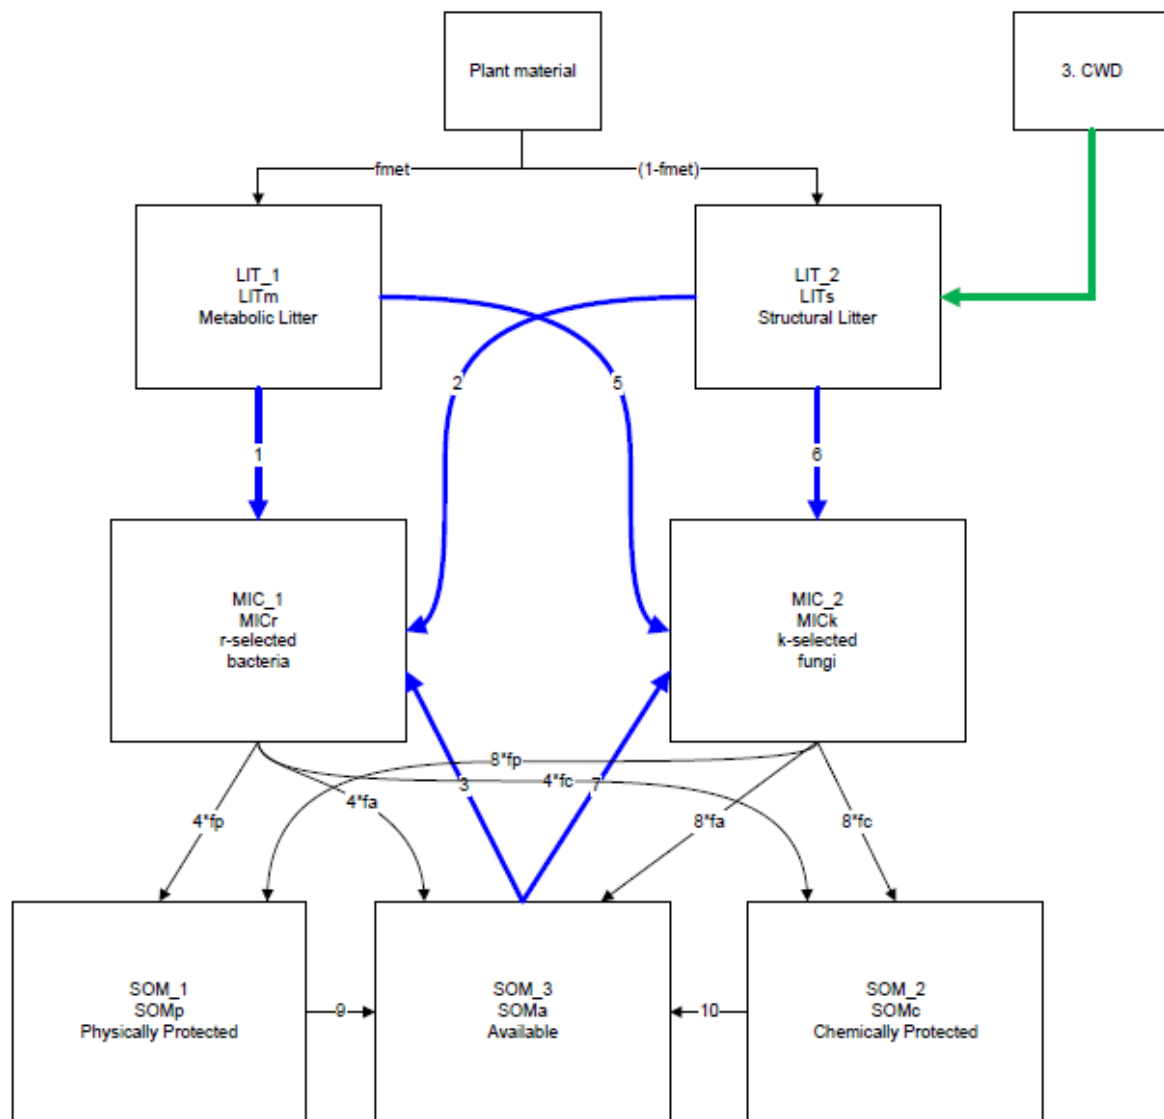 Plant material
3. CWD
fmet
(1-fmet)
LIT_1
LITm
Metabolic Litter
LIT_2
LITs
Structural Litter
2
5
1
6
MIC_1
MICr
r-selected
bacteria
MIC_2
MICk
k-selected
fungi
8*fp
4*fc
3
7
4*fa
4*fp
8*fa
8*fc
SOM_1
SOMp
Physically Protected
9
SOM_3
SOMa
Available
10
SOM_2
SOMc
Chemically Protected